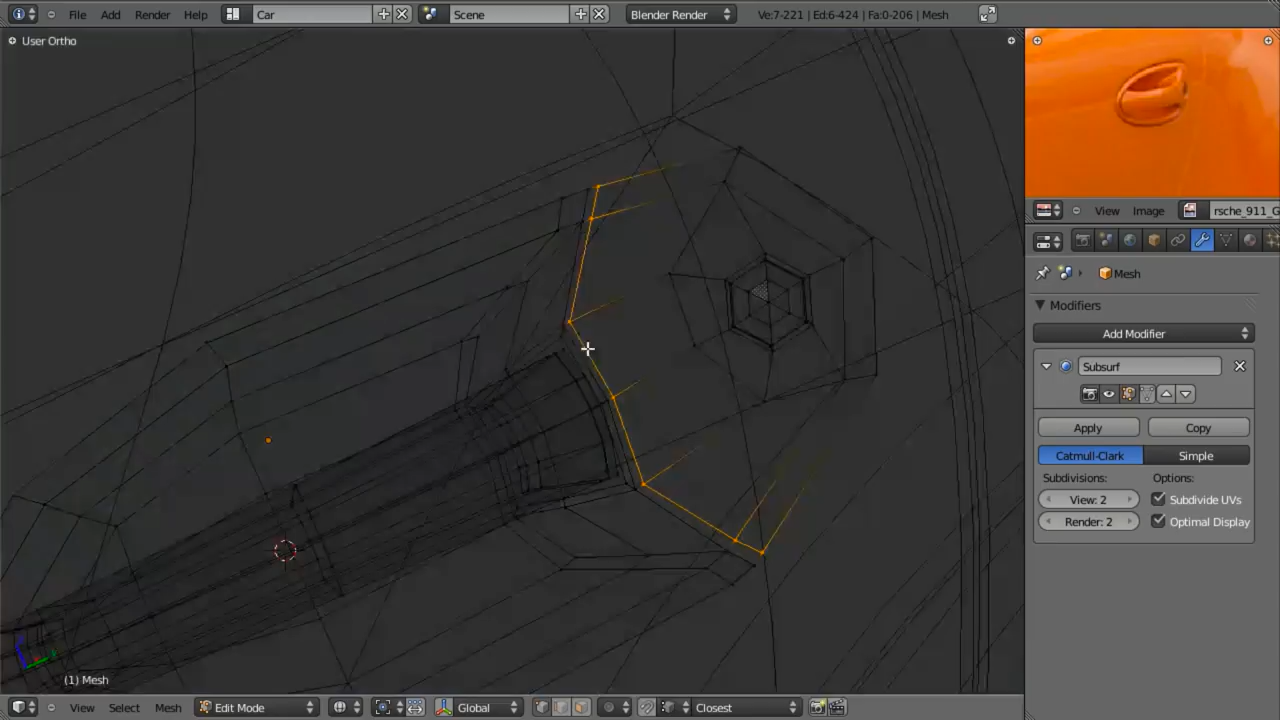 File Add Render Help Car Scene Blender Render Ve:7-221 | Ed:6-424 | Fa:0-206 | Mesh
User Ortho
View Image rsche_911_G
Mesh
Modifiers
Add Modifier
Subsurf
Apply Copy
Catmull-Clark Simple
Subdivisions: Options:
View: 2 Subdivide UVs
Render: 2 Optimal Display
(1) Mesh
View Select Mesh Edit Mode Global Closest